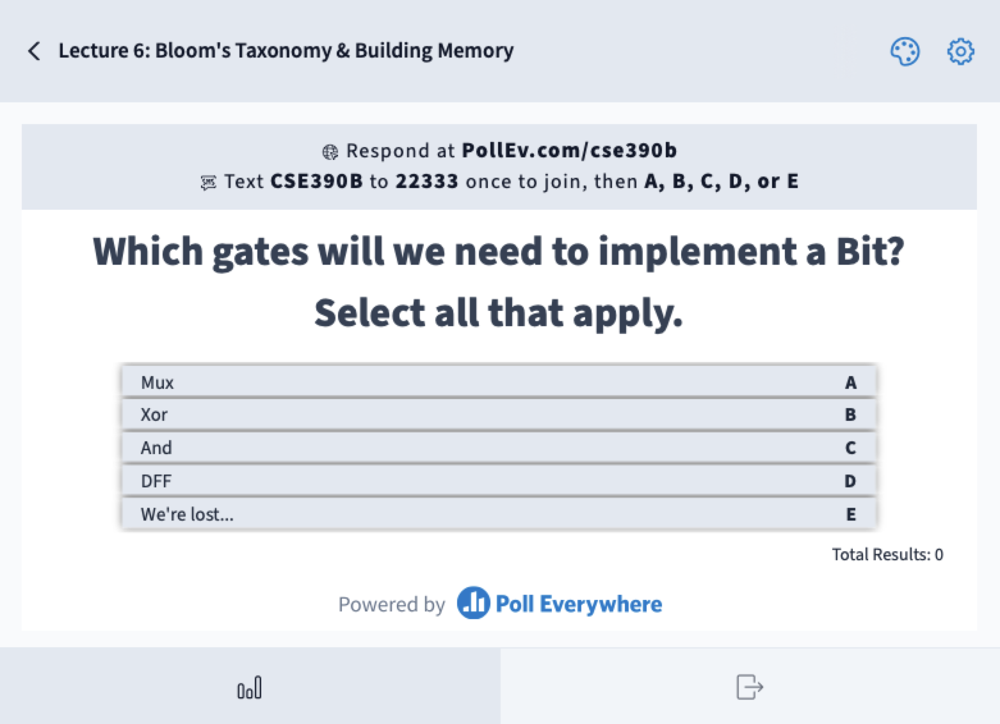 Lecture 6: Bloom's Taxonomy & Building Memory
Respond at PollEv.com/cse390b
Text CSE390B to 22333 once to join, then A, B, C, D, or E
Which gates will we need to implement a Bit?
Select all that apply.
Mux A
Xor B
And C
DFF D
We're lost... E
Total Results: 0
Powered by Poll Everywhere